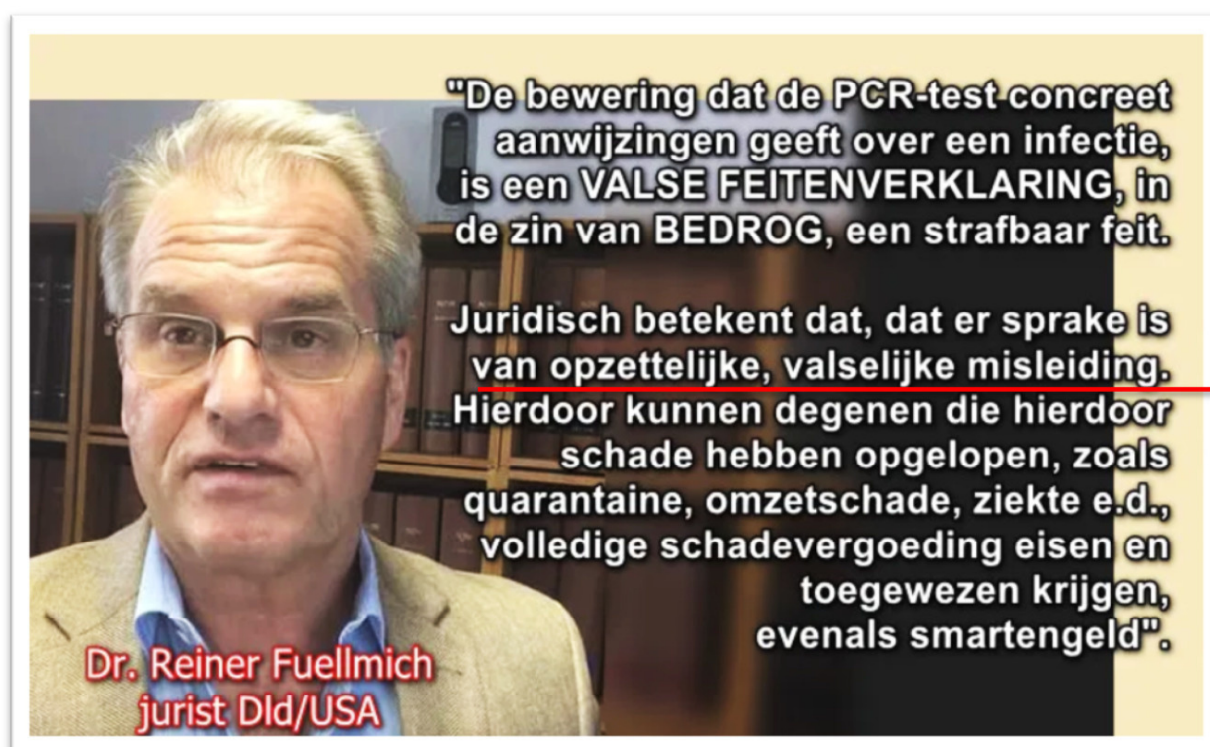 "De bewering dat de PCR-test concreet
aanwijzingen geeft over een infectie,
is een VALSE FEITENVERKLARING, in
de zin van BEDROG, een strafbaar feit.
Juridisch betekent dat, dat er sprake is
van opzettelijke, valselijke misleiding.
Hierdoor kunnen degenen die hierdoor
schade hebben opgelopen, zoals
quarantaine, omzetschade, ziekte e.d.,
volledige schadevergoeding eisen en
toegewezen krijgen,
evenals smartengeld".
Dr. Reiner Fuellmich
jurist Dld/USA